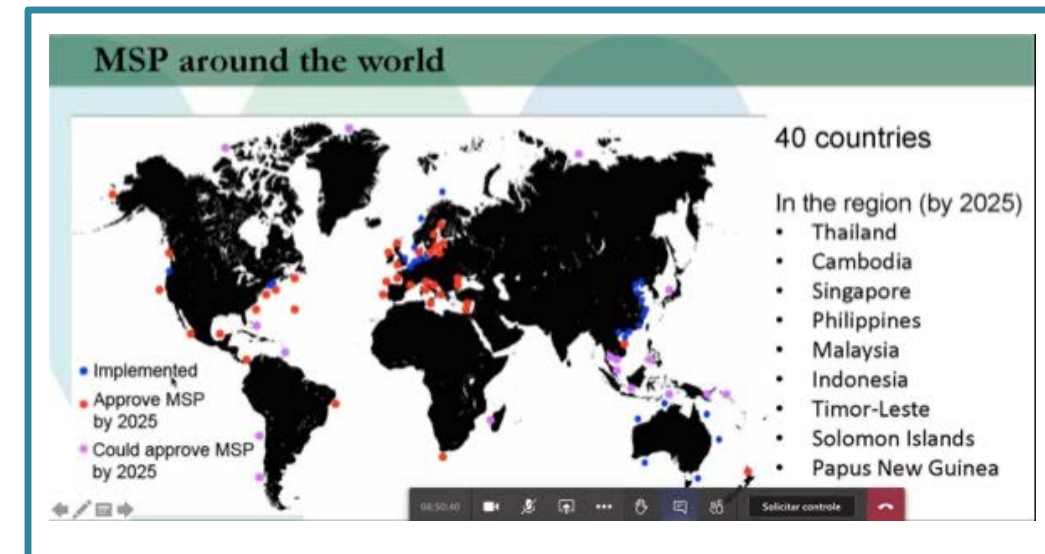 MSP around the world
40 countries
In the region (by 2025)
• Thailand
• Cambodia
• Singapore
• Philippines
• Malaysia
• Indonesia
• Timor-Leste
• Solomon Islands
• Papus New Guinea
• Implemented
• Approve MSP
by 2025
• Could approve MSP
by 2025
08:50:40
Solicitar controle